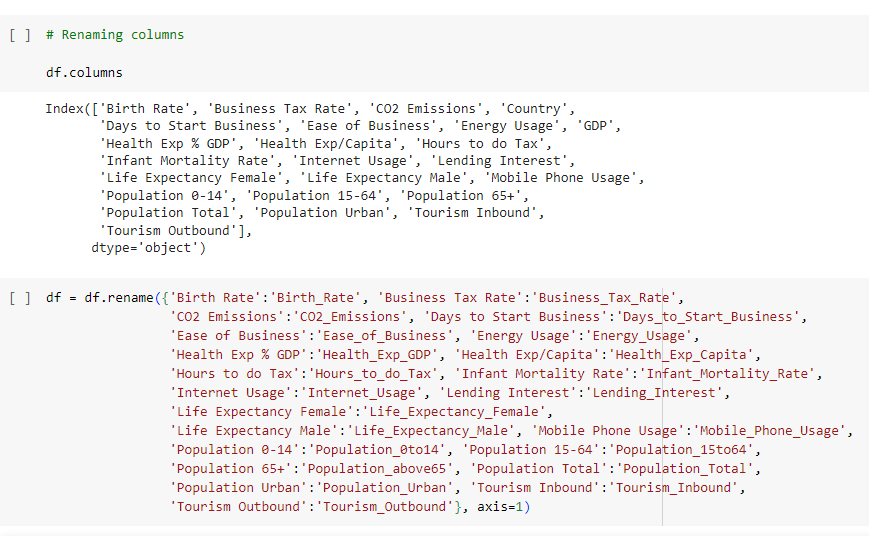 [ ] # Renaming columns
df.columns
Index(['Birth Rate', 'Business Tax Rate', 'CO2 Emissions', 'Country',
'Days to Start Business', 'Ease of Business', 'Energy Usage', 'GDP',
'Health Exp % GDP', 'Health Exp/Capita', 'Hours to do Tax',
'Infant Mortality Rate', 'Internet Usage', 'Lending Interest',
'Life Expectancy Female', 'Life Expectancy Male', 'Mobile Phone Usage',
'Population 0-14', 'Population 15-64', 'Population 65+',
'Population Total', 'Population Urban', 'Tourism Inbound',
'Tourism Outbound'],
dtype='object')
[ ] df = df.rename({'Birth Rate':'Birth_Rate', 'Business Tax Rate':'Business_Tax_Rate',
'CO2 Emissions':'CO2_Emissions', 'Days to Start Business':'Days_to_Start_Business',
'Ease of Business':'Ease_of_Business', 'Energy Usage':'Energy_Usage',
'Health Exp % GDP':'Health_Exp_GDP', 'Health Exp/Capita':'Health_Exp_Capita',
'Hours to do Tax':'Hours_to_do_Tax', 'Infant Mortality Rate':'Infant_Mortality_Rate',
'Internet Usage':'Internet_Usage', 'Lending Interest':'Lending_Interest',
'Life Expectancy Female':'Life_Expectancy_Female',
'Life Expectancy Male':'Life_Expectancy_Male', 'Mobile Phone Usage':'Mobile_Phone_Usage',
'Population 0-14':'Population_0to14', 'Population 15-64':'Population_15to64',
'Population 65+':'Population_above65', 'Population Total':'Population_Total',
'Population Urban':'Population_Urban', 'Tourism Inbound':'Tourism_Inbound',
'Tourism Outbound':'Tourism_Outbound'}, axis=1)